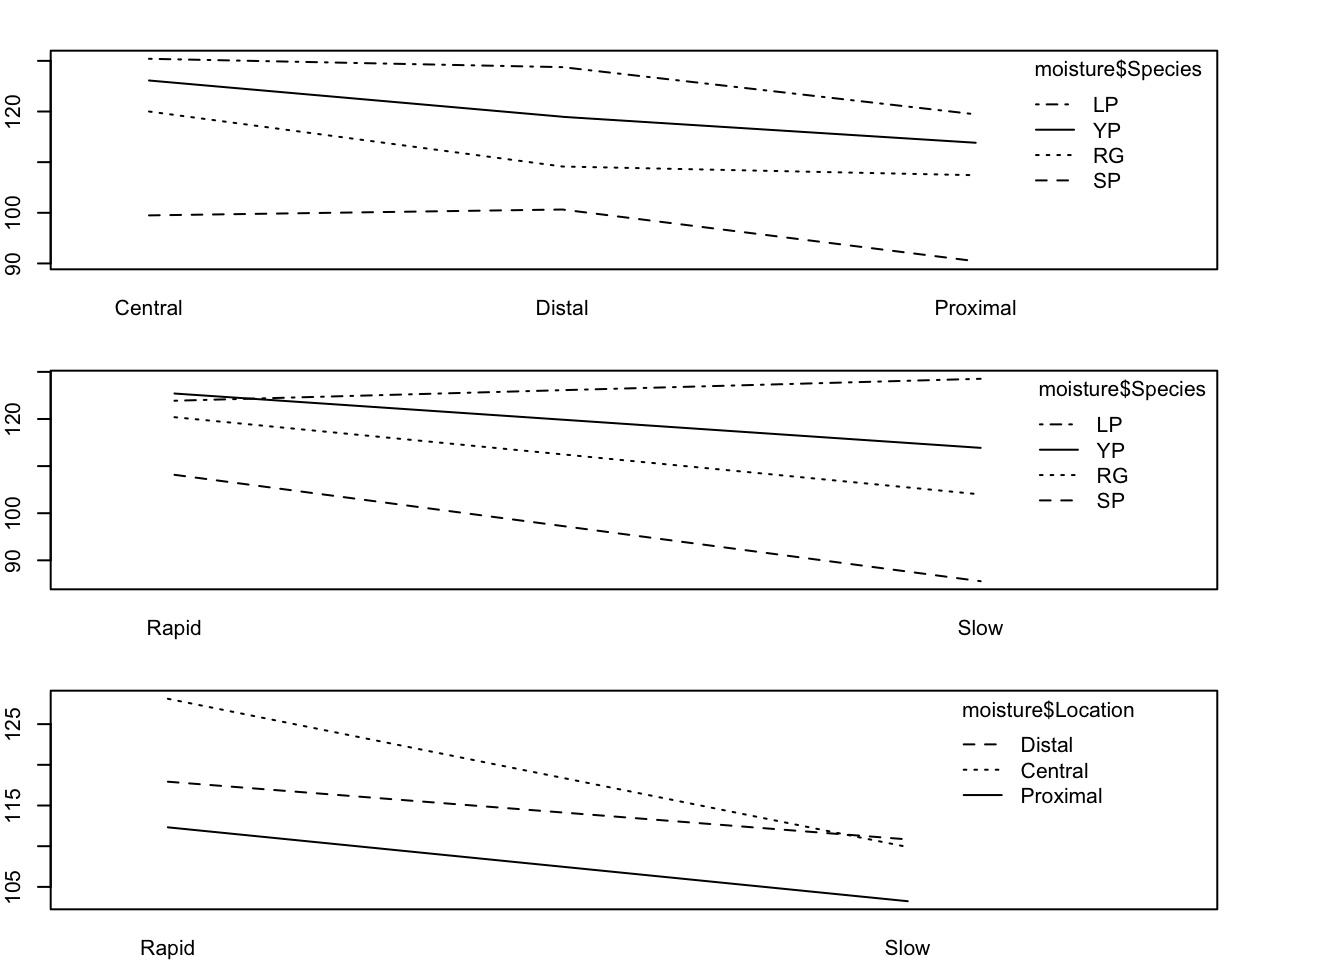 120
100
90
moisture$Species
LP
YP
RG
SP
Central Distal Proximal
120
100
90
moisture$Species
LP
YP
RG
SP
Rapid Slow
125
115
105
moisture$Location
Distal
Central
Proximal
Rapid Slow